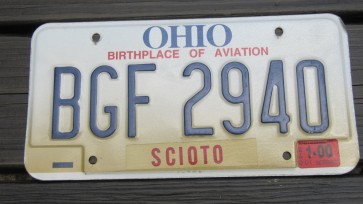 OHIO
BIRTHPLACE OF AVIATION
BGF 2940
SCIOTO
1-00